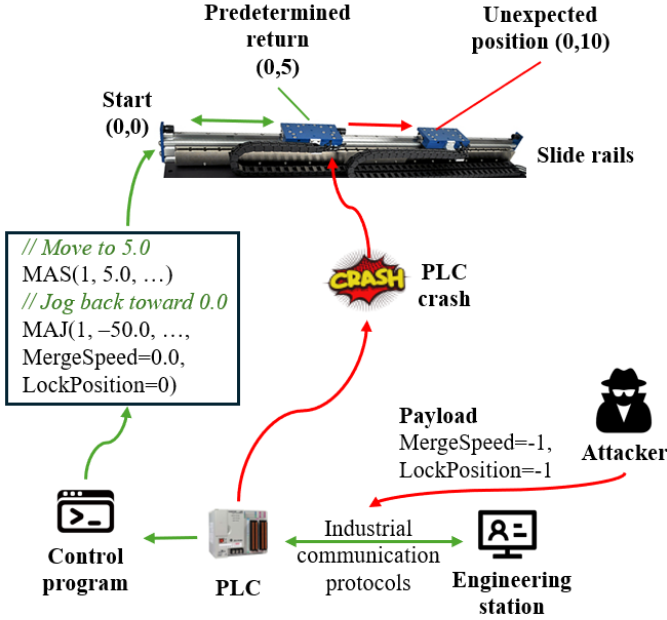 Predetermined
return
(0,5)
Unexpected
position (0,10)
Start
(0,0)
Slide rails
// Move to 5.0
MAS(1, 5.0, …)
// Jog back toward 0.0
MAJ(1, –50.0, …,
MergeSpeed=0.0,
LockPosition=0)
CRASH
PLC
crash
Payload
MergeSpeed=-1,
LockPosition=-1
Attacker
Control
program
PLC
Industrial
communication
protocols
Engineering
station